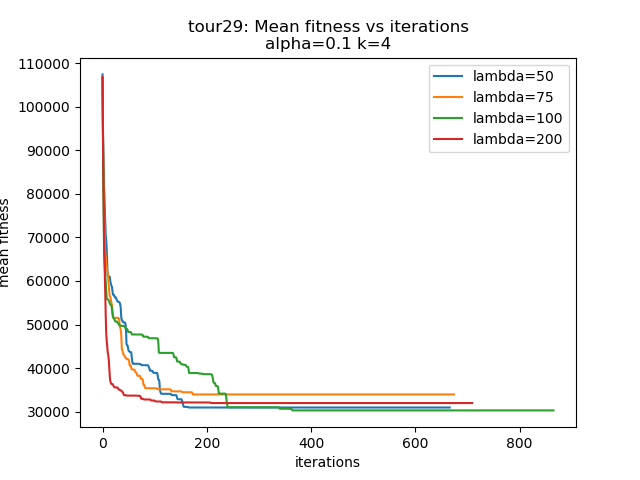 tour29: Mean fitness vs iterations
alpha=0.1 k=4
110000
100000
90000
80000
70000
60000
50000
40000
30000
mean fitness
lambda=50
lambda=75
lambda=100
lambda=200
0 200 400 600 800
iterations